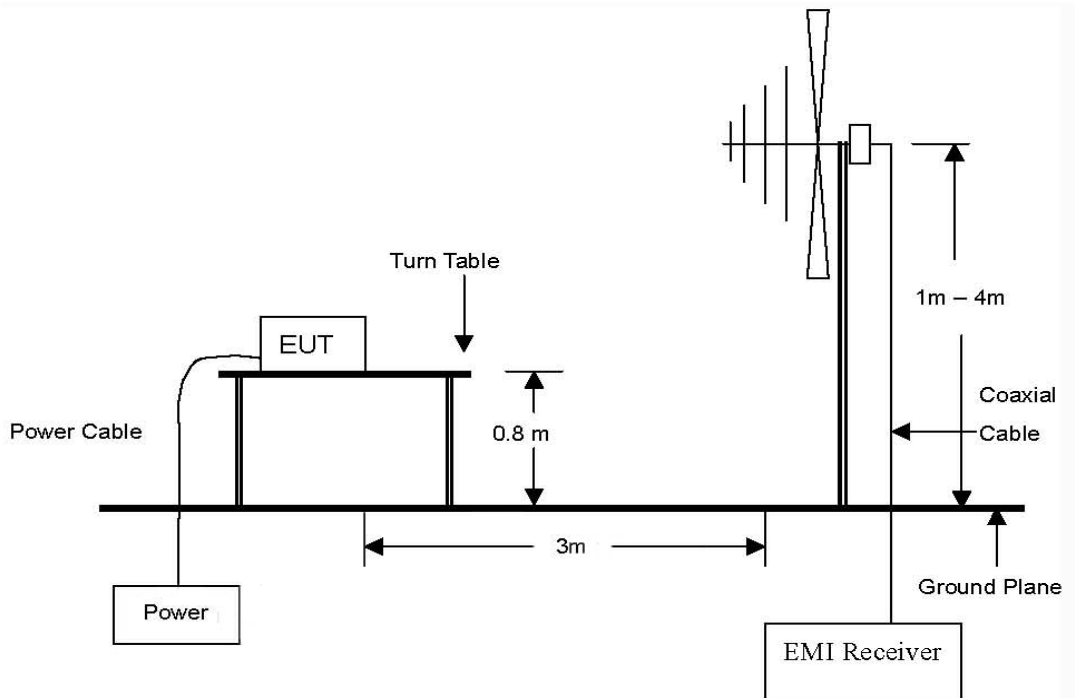 Turn Table
EUT
1m – 4m
Coaxial
Cable
Power Cable
0.8 m
3m
Ground Plane
Power
EMI Receiver